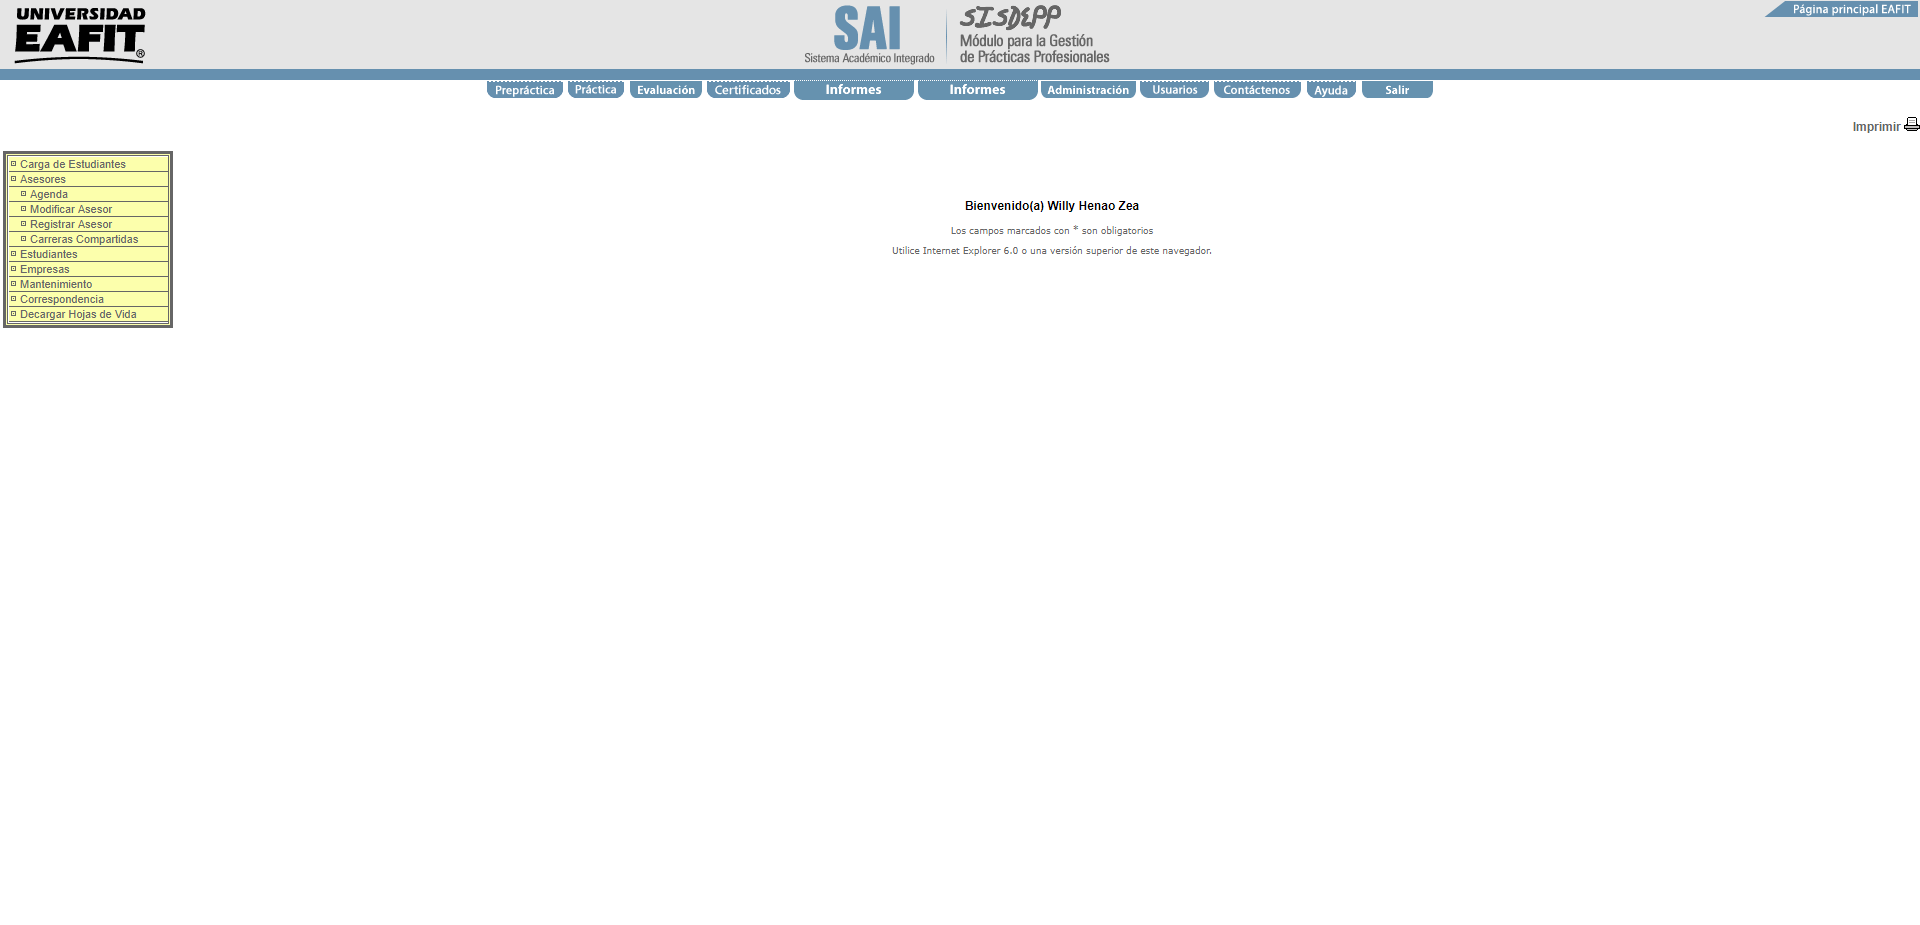 UNIVERSIDAD
EAFIT®
SAI
Sistema Académico Integrado
SISDEPP
Módulo para la Gestión
de Prácticas Profesionales
Página principal EAFIT
Prepráctica Práctica Evaluación Certificados Informes Informes Administración Usuarios Contáctenos Ayuda Salir
Imprimir
Carga de Estudiantes
Asesores
Agenda
Modificar Asesor
Registrar Asesor
Carreras Compartidas
Estudiantes
Empresas
Mantenimiento
Correspondencia
Decargar Hojas de Vida
Bienvenido(a) Willy Henao Zea
Los campos marcados con * son obligatorios
Utilice Internet Explorer 6.0 o una versión superior de este navegador.